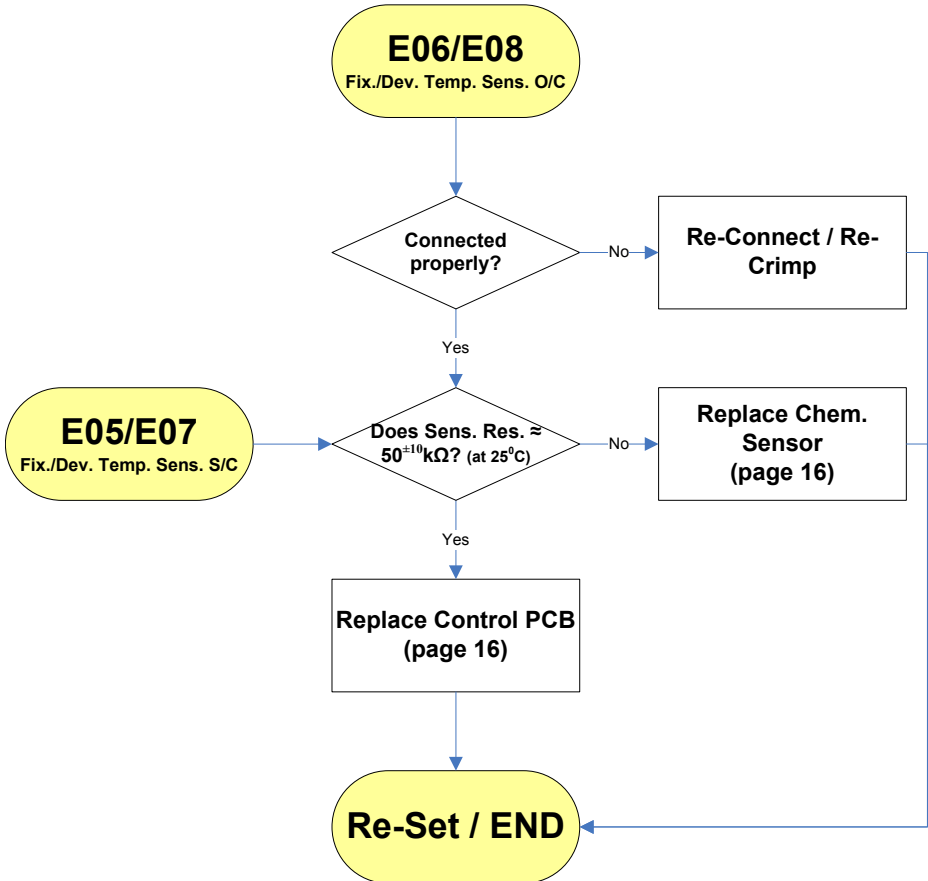 E06/E08
Fix./Dev. Temp. Sens. O/C
Connected
properly?
No
Re-Connect / Re-
Crimp
Yes
E05/E07
Fix./Dev. Temp. Sens. S/C
Does Sens. Res. ≈
50±10kΩ? (at 25⁰C)
No
Replace Chem.
Sensor
(page 16)
Yes
Replace Control PCB
(page 16)
Re-Set / END